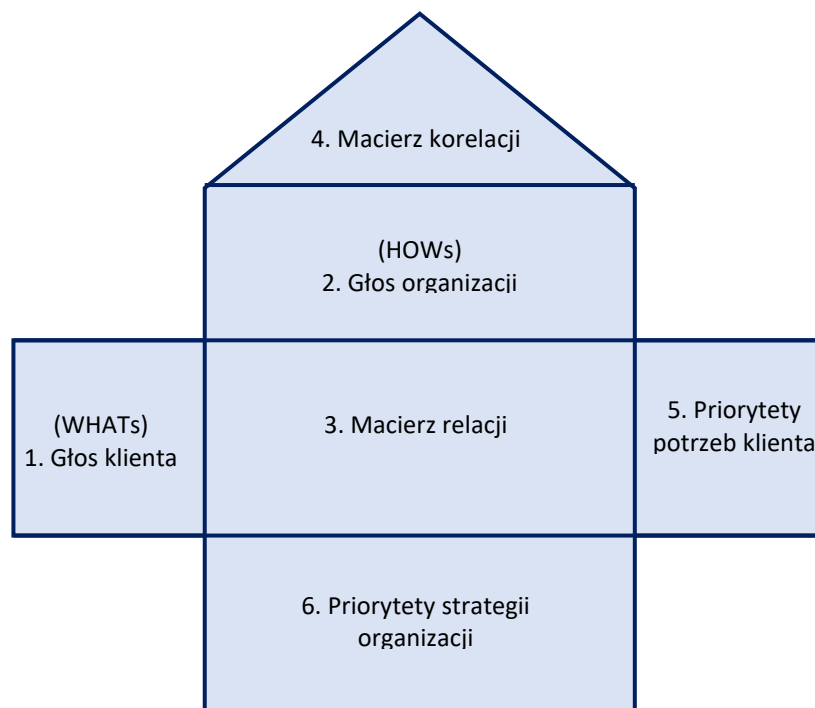 4. Macierz korelacji
(HOWs)
2. Głos organizacji
(WHATs)
1. Głos klienta
3. Macierz relacji
5. Priorytety
potrzeb klienta
6. Priorytety strategii
organizacji